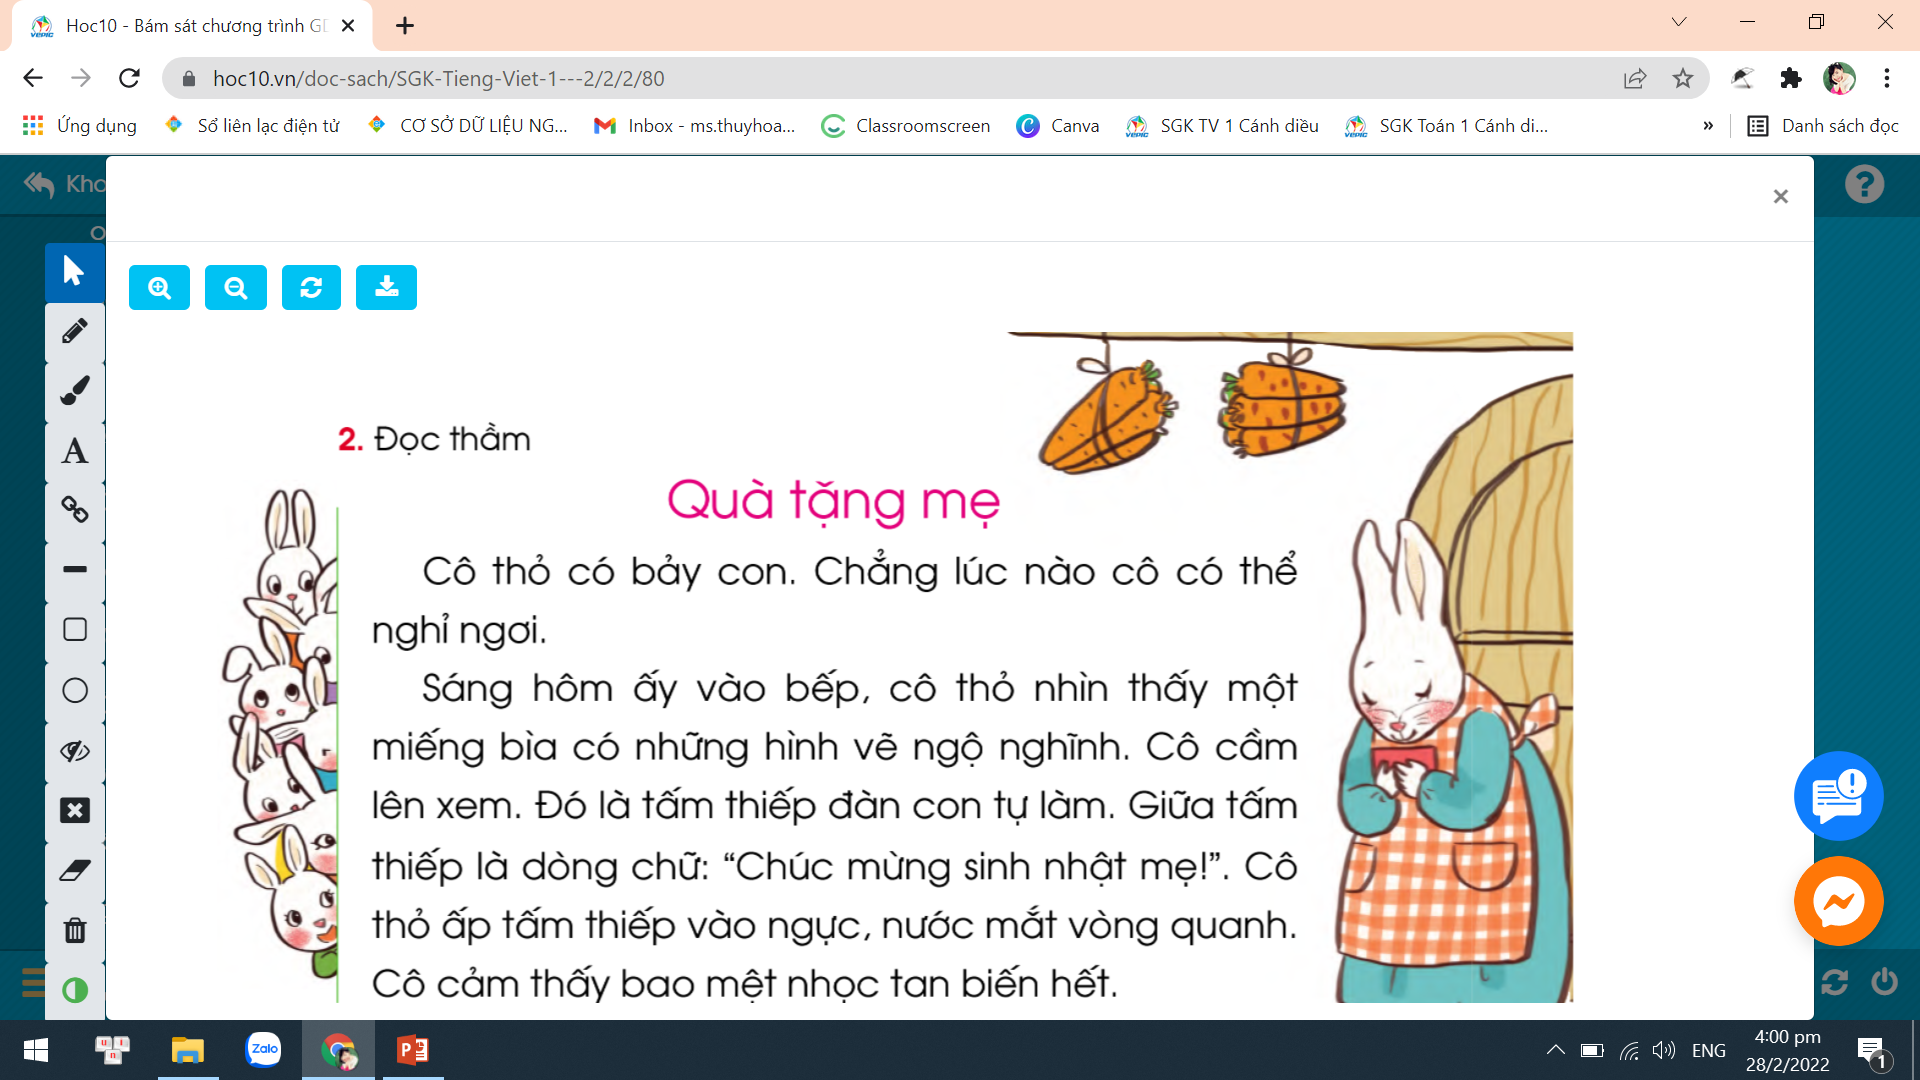 Hoc10 - Bám sát chương trình GD
hoc10.vn/doc-sach/SGK-Tieng-Viet-1---2/2/2/80
Ứng dụng
Sổ liên lạc điện tử
CƠ SỞ DỮ LIỆU NG...
Inbox - ms.thuyhoa...
Classroomscreen
Canva
SGK TV 1 Cánh diều
SGK Toán 1 Cánh di...
»
Danh sách đọc
Kho
2. Đọc thầm
Quà tặng mẹ
Cô thỏ có bảy con. Chẳng lúc nào cô có thể
nghỉ ngơi.
Sáng hôm ấy vào bếp, cô thỏ nhìn thấy một
miếng bìa có những hình vẽ ngộ nghĩnh. Cô cầm
lên xem. Đó là tấm thiếp đàn con tự làm. Giữa tấm
thiếp là dòng chữ: “Chúc mừng sinh nhật mẹ!”. Cô
thỏ ấp tấm thiếp vào ngực, nước mắt vòng quanh.
Cô cảm thấy bao mệt nhọc tan biến hết.
A
Zalo
ENG
4:00 pm
28/2/2022
1